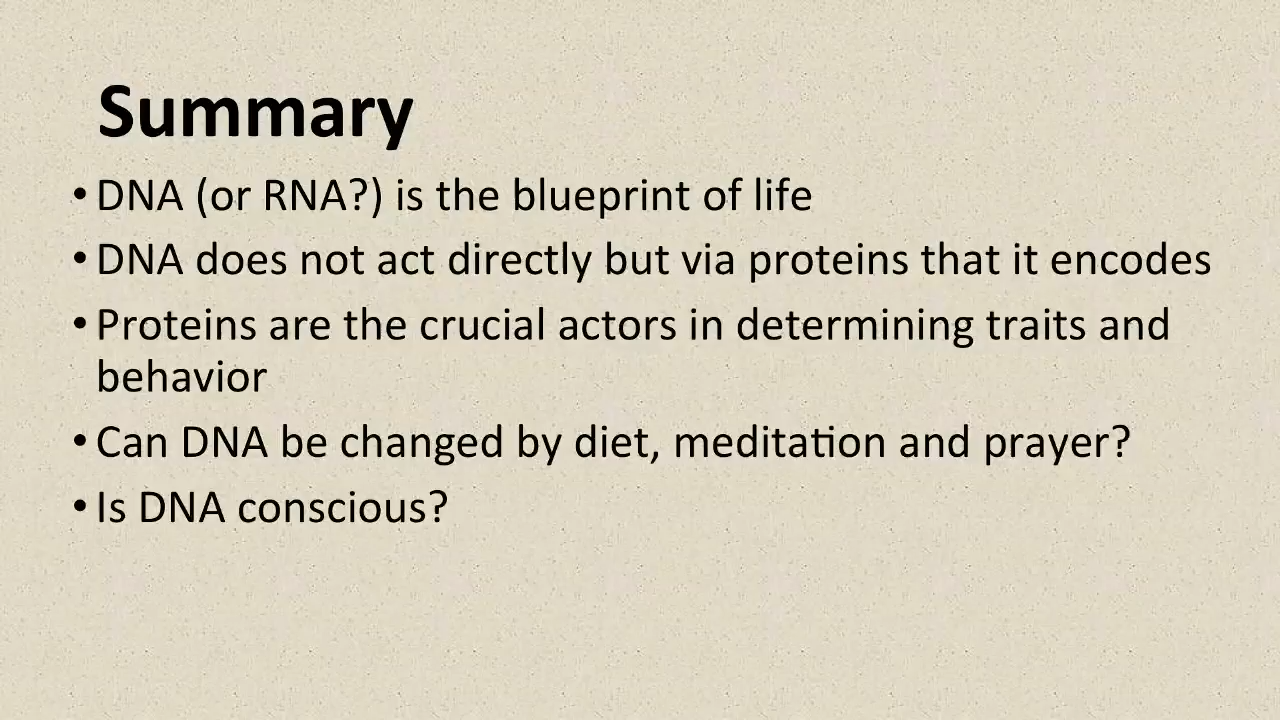 Summary
• DNA (or RNA?) is the blueprint of life
• DNA does not act directly but via proteins that it encodes
• Proteins are the crucial actors in determining traits and
behavior
• Can DNA be changed by diet, meditation and prayer?
• Is DNA conscious?